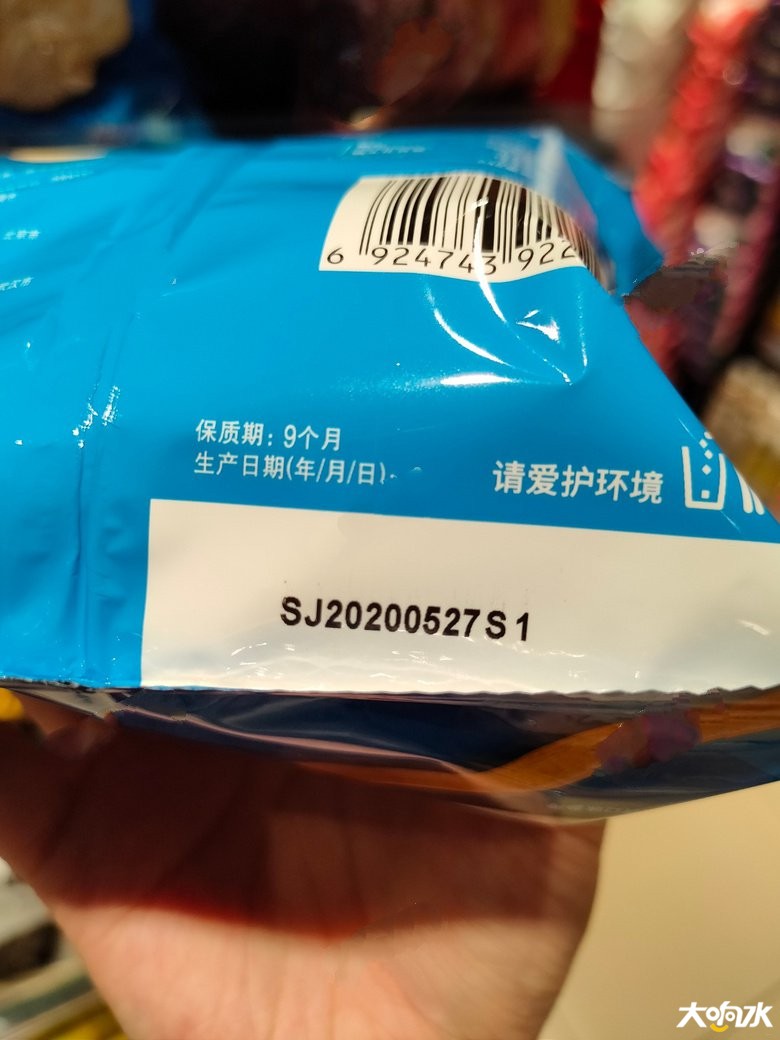 6 924743 922
保质期: 9个月
生产日期(年/月/日)
请爱护环境
SJ20200527S1
大响水